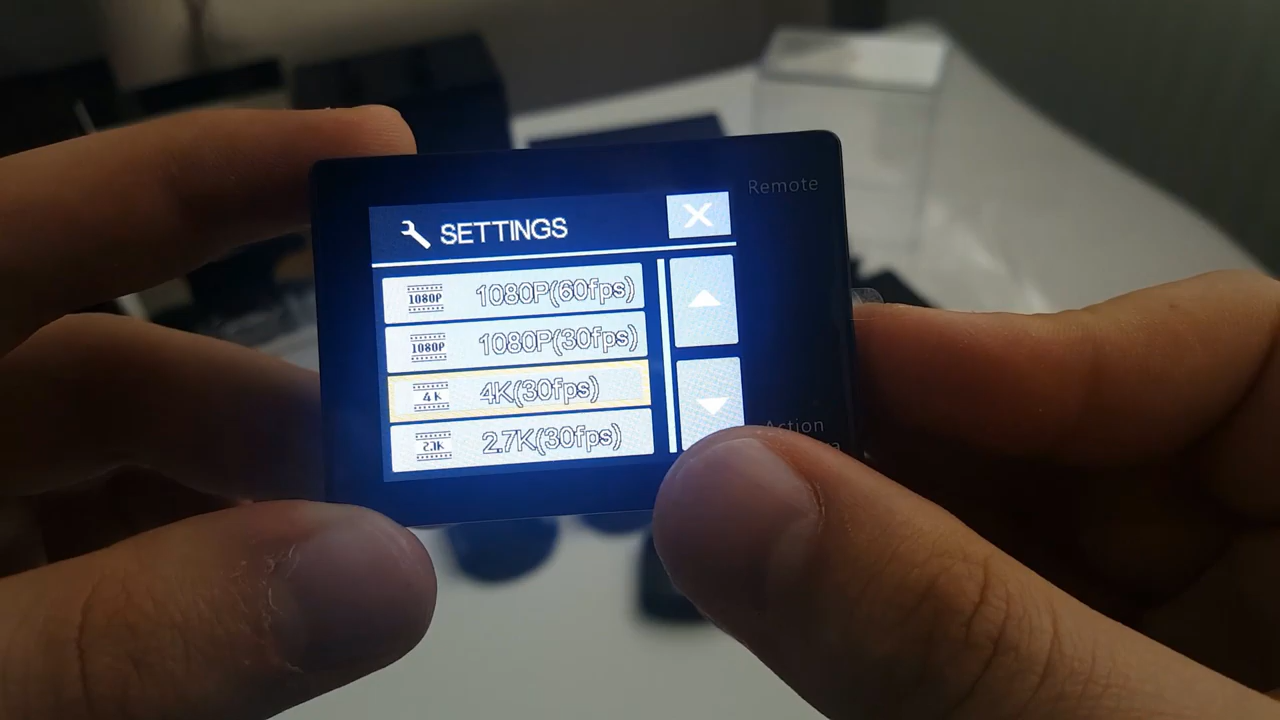 Remote
SETTINGS
X
1080P 1080P(60fps)
1080P 1080P(30fps)
4K 4K(30fps)
2.7K 2.7K(30fps)
Action